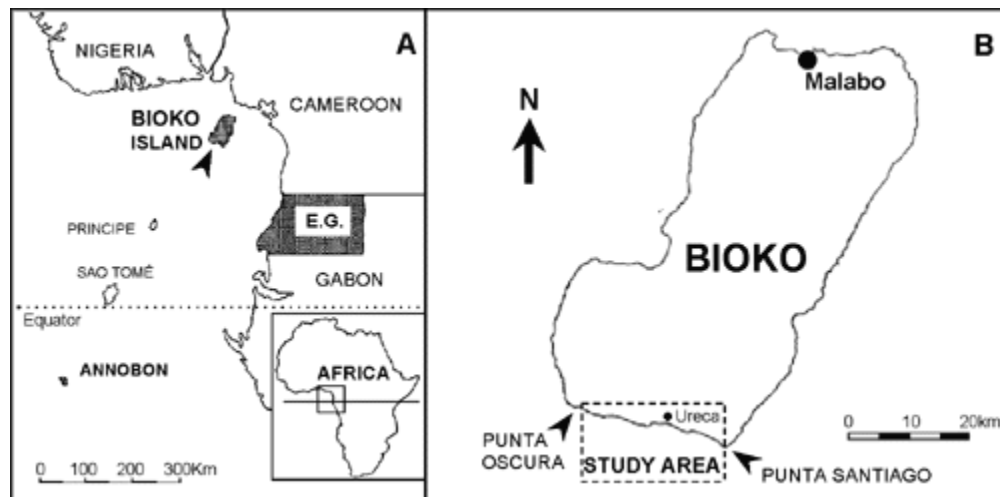 A
NIGERIA
CAMEROON
BIOKO
ISLAND
E.G.
PRINCIPE
SAO TOMÉ
GABON
Equator
ANNOBON
AFRICA
0 100 200 300Km
B
Malabo
N
BIOKO
Ureca
PUNTA
OSCURA
STUDY AREA
PUNTA SANTIAGO
0 10 20km